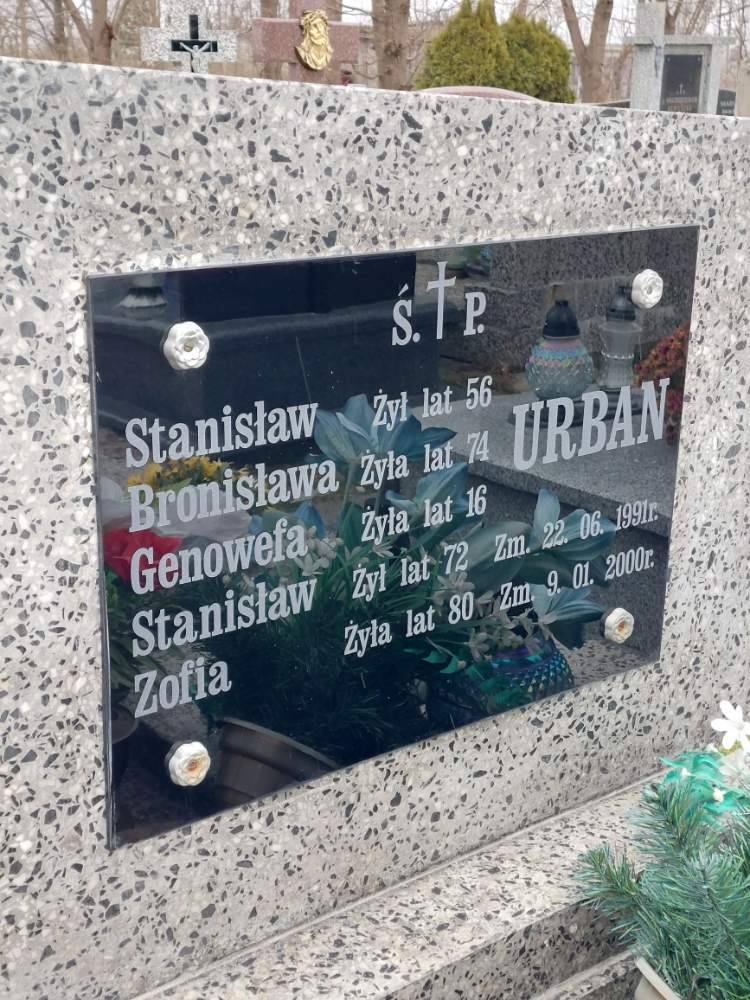 Ś. P.
Stanisław Żył lat 56
Bronisława Żyła lat 74 URBAN
Genowefa Żyła lat 16
Stanisław Żył lat 72 Zm. 22. 06. 1991r.
Zofia Żyła lat 80 Zm. 9. 01. 2000r.